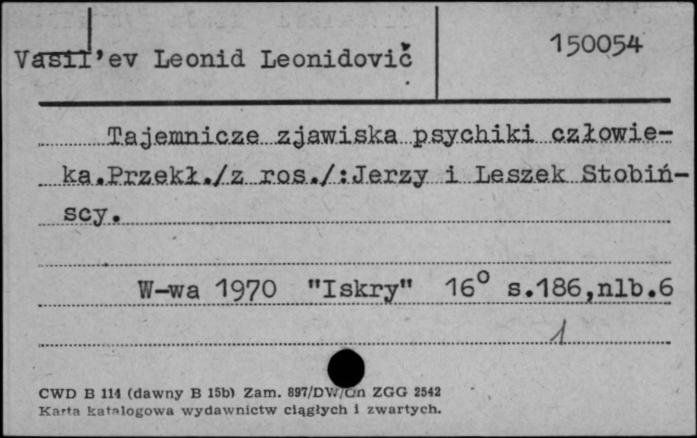 Vasil'ev Leonid Leonidovič
150054
Tajemnicze zjawiska psychiki człowie-
ka.Przekł./z ros./:Jerzy i Leszek Stobiń-
scy.
W-wa 1970 "Iskry" 16° s.186,nlb.6
1
CWD B 114 (dawny B 15b) Zam. 897/DW/On ZGG 2542
Karta katalogowa wydawnictw ciągłych i zwartych.